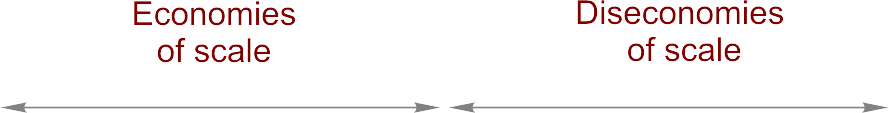 Economies
of scale
Diseconomies
of scale